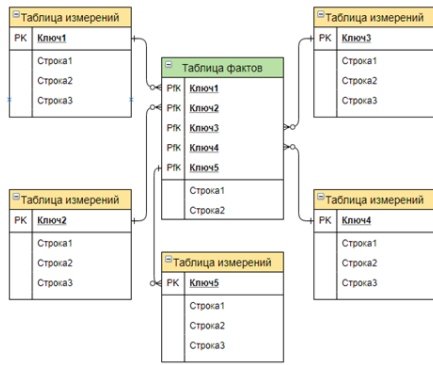 Таблица измерений
PK Ключ1
Строка1
Строка2
Строка3
Таблица измерений
PK Ключ3
Строка1
Строка2
Строка3
Таблица фактов
PfK Ключ1
PfK Ключ2
PfK Ключ3
PfK Ключ4
PfK Ключ5
Строка1
Строка2
Таблица измерений
PK Ключ2
Строка1
Строка2
Строка3
Таблица измерений
PK Ключ4
Строка1
Строка2
Строка3
Таблица измерений
PK Ключ5
Строка1
Строка2
Строка3